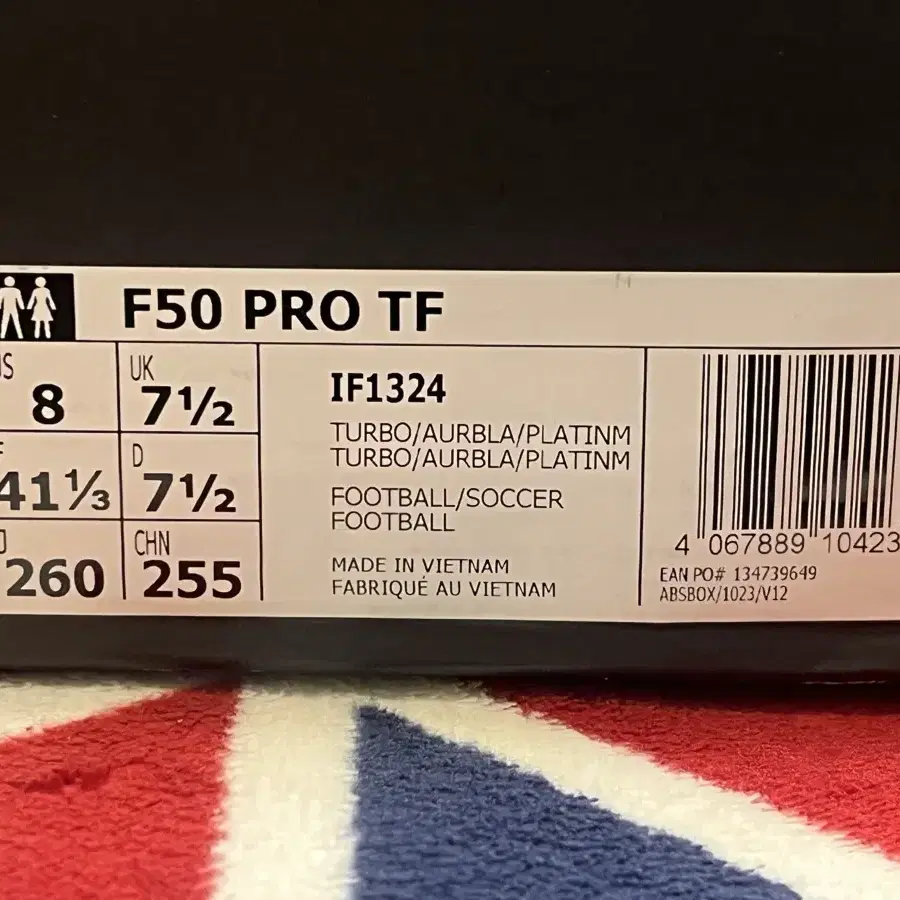 F50 PRO TF
US
8
UK
7½
F
41⅓
D
7½
J
260
CHN
255
IF1324
TURBO/AURBLA/PLATINM
TURBO/AURBLA/PLATINM
FOOTBALL/SOCCER
FOOTBALL
MADE IN VIETNAM
FABRIQUÉ AU VIETNAM
4 067889 10423
EAN PO# 134739649
ABSBOX/1023/V12